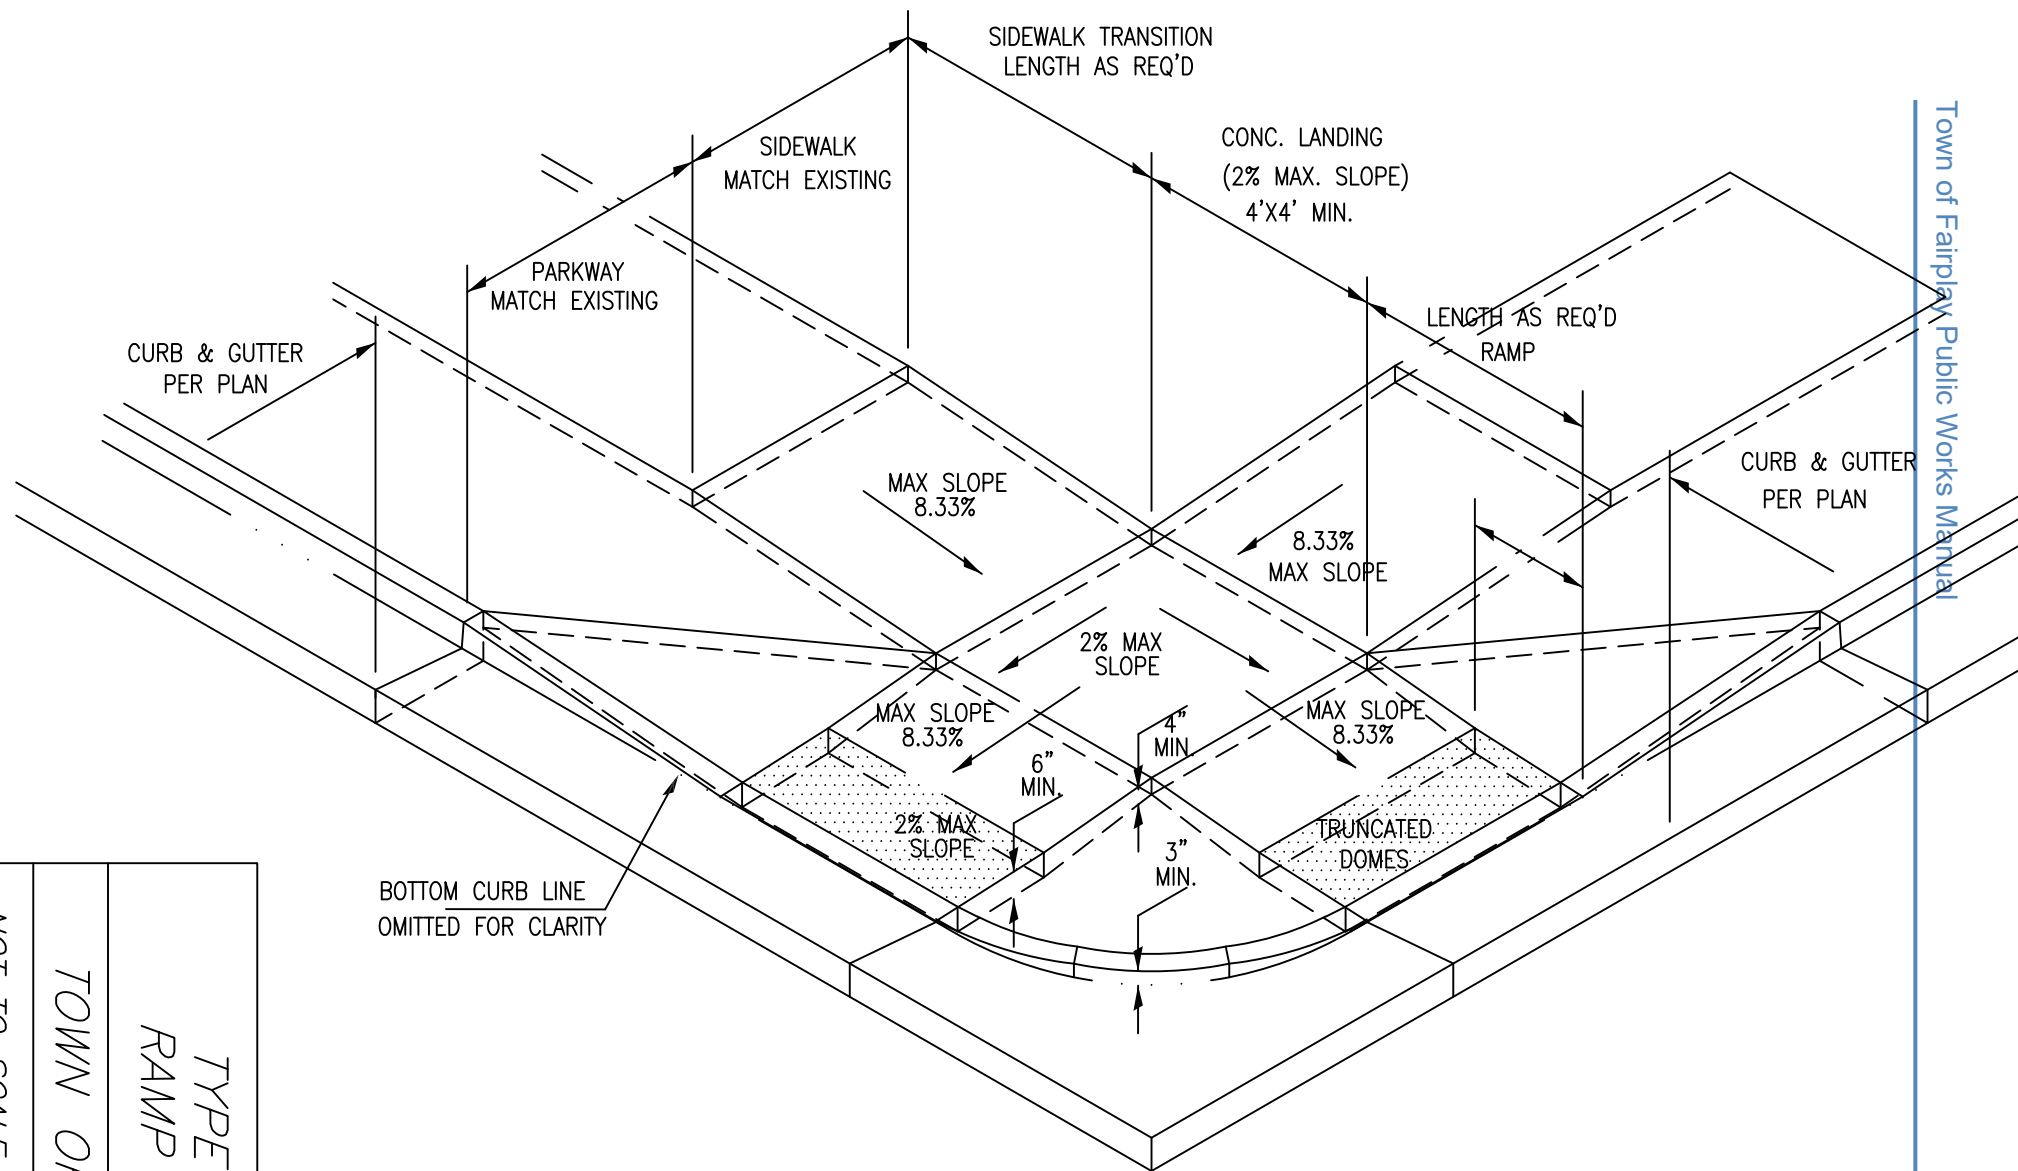 SIDEWALK TRANSITION
LENGTH AS REQ'D
SIDEWALK
MATCH EXISTING
CONC. LANDING
(2% MAX. SLOPE)
4'X4' MIN.
PARKWAY
MATCH EXISTING
LENGTH AS REQ'D
RAMP
CURB & GUTTER
PER PLAN
CURB & GUTTER
PER PLAN
MAX SLOPE
8.33%
8.33%
MAX SLOPE
2% MAX
SLOPE
MAX SLOPE
8.33%
MAX SLOPE
8.33%
4"
MIN.
6"
MIN.
2% MAX
SLOPE
TRUNCATED
DOMES
3"
MIN.
BOTTOM CURB LINE
OMITTED FOR CLARITY
Town of Fairplay Public Works Manual
TYPE
RAMP
TOWN OF
NOT TO SCALE